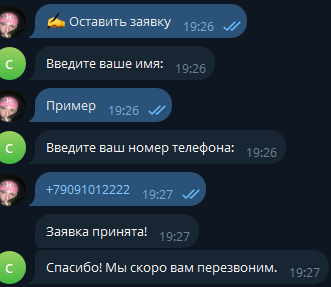 ✍ Оставить заявку 19:26
Введите ваше имя: 19:26
Пример 19:26
Введите ваш номер телефона: 19:26
+79091012222 19:27
Заявка принята! 19:27
Спасибо! Мы скоро вам перезвоним. 19:27
С
С
С
С